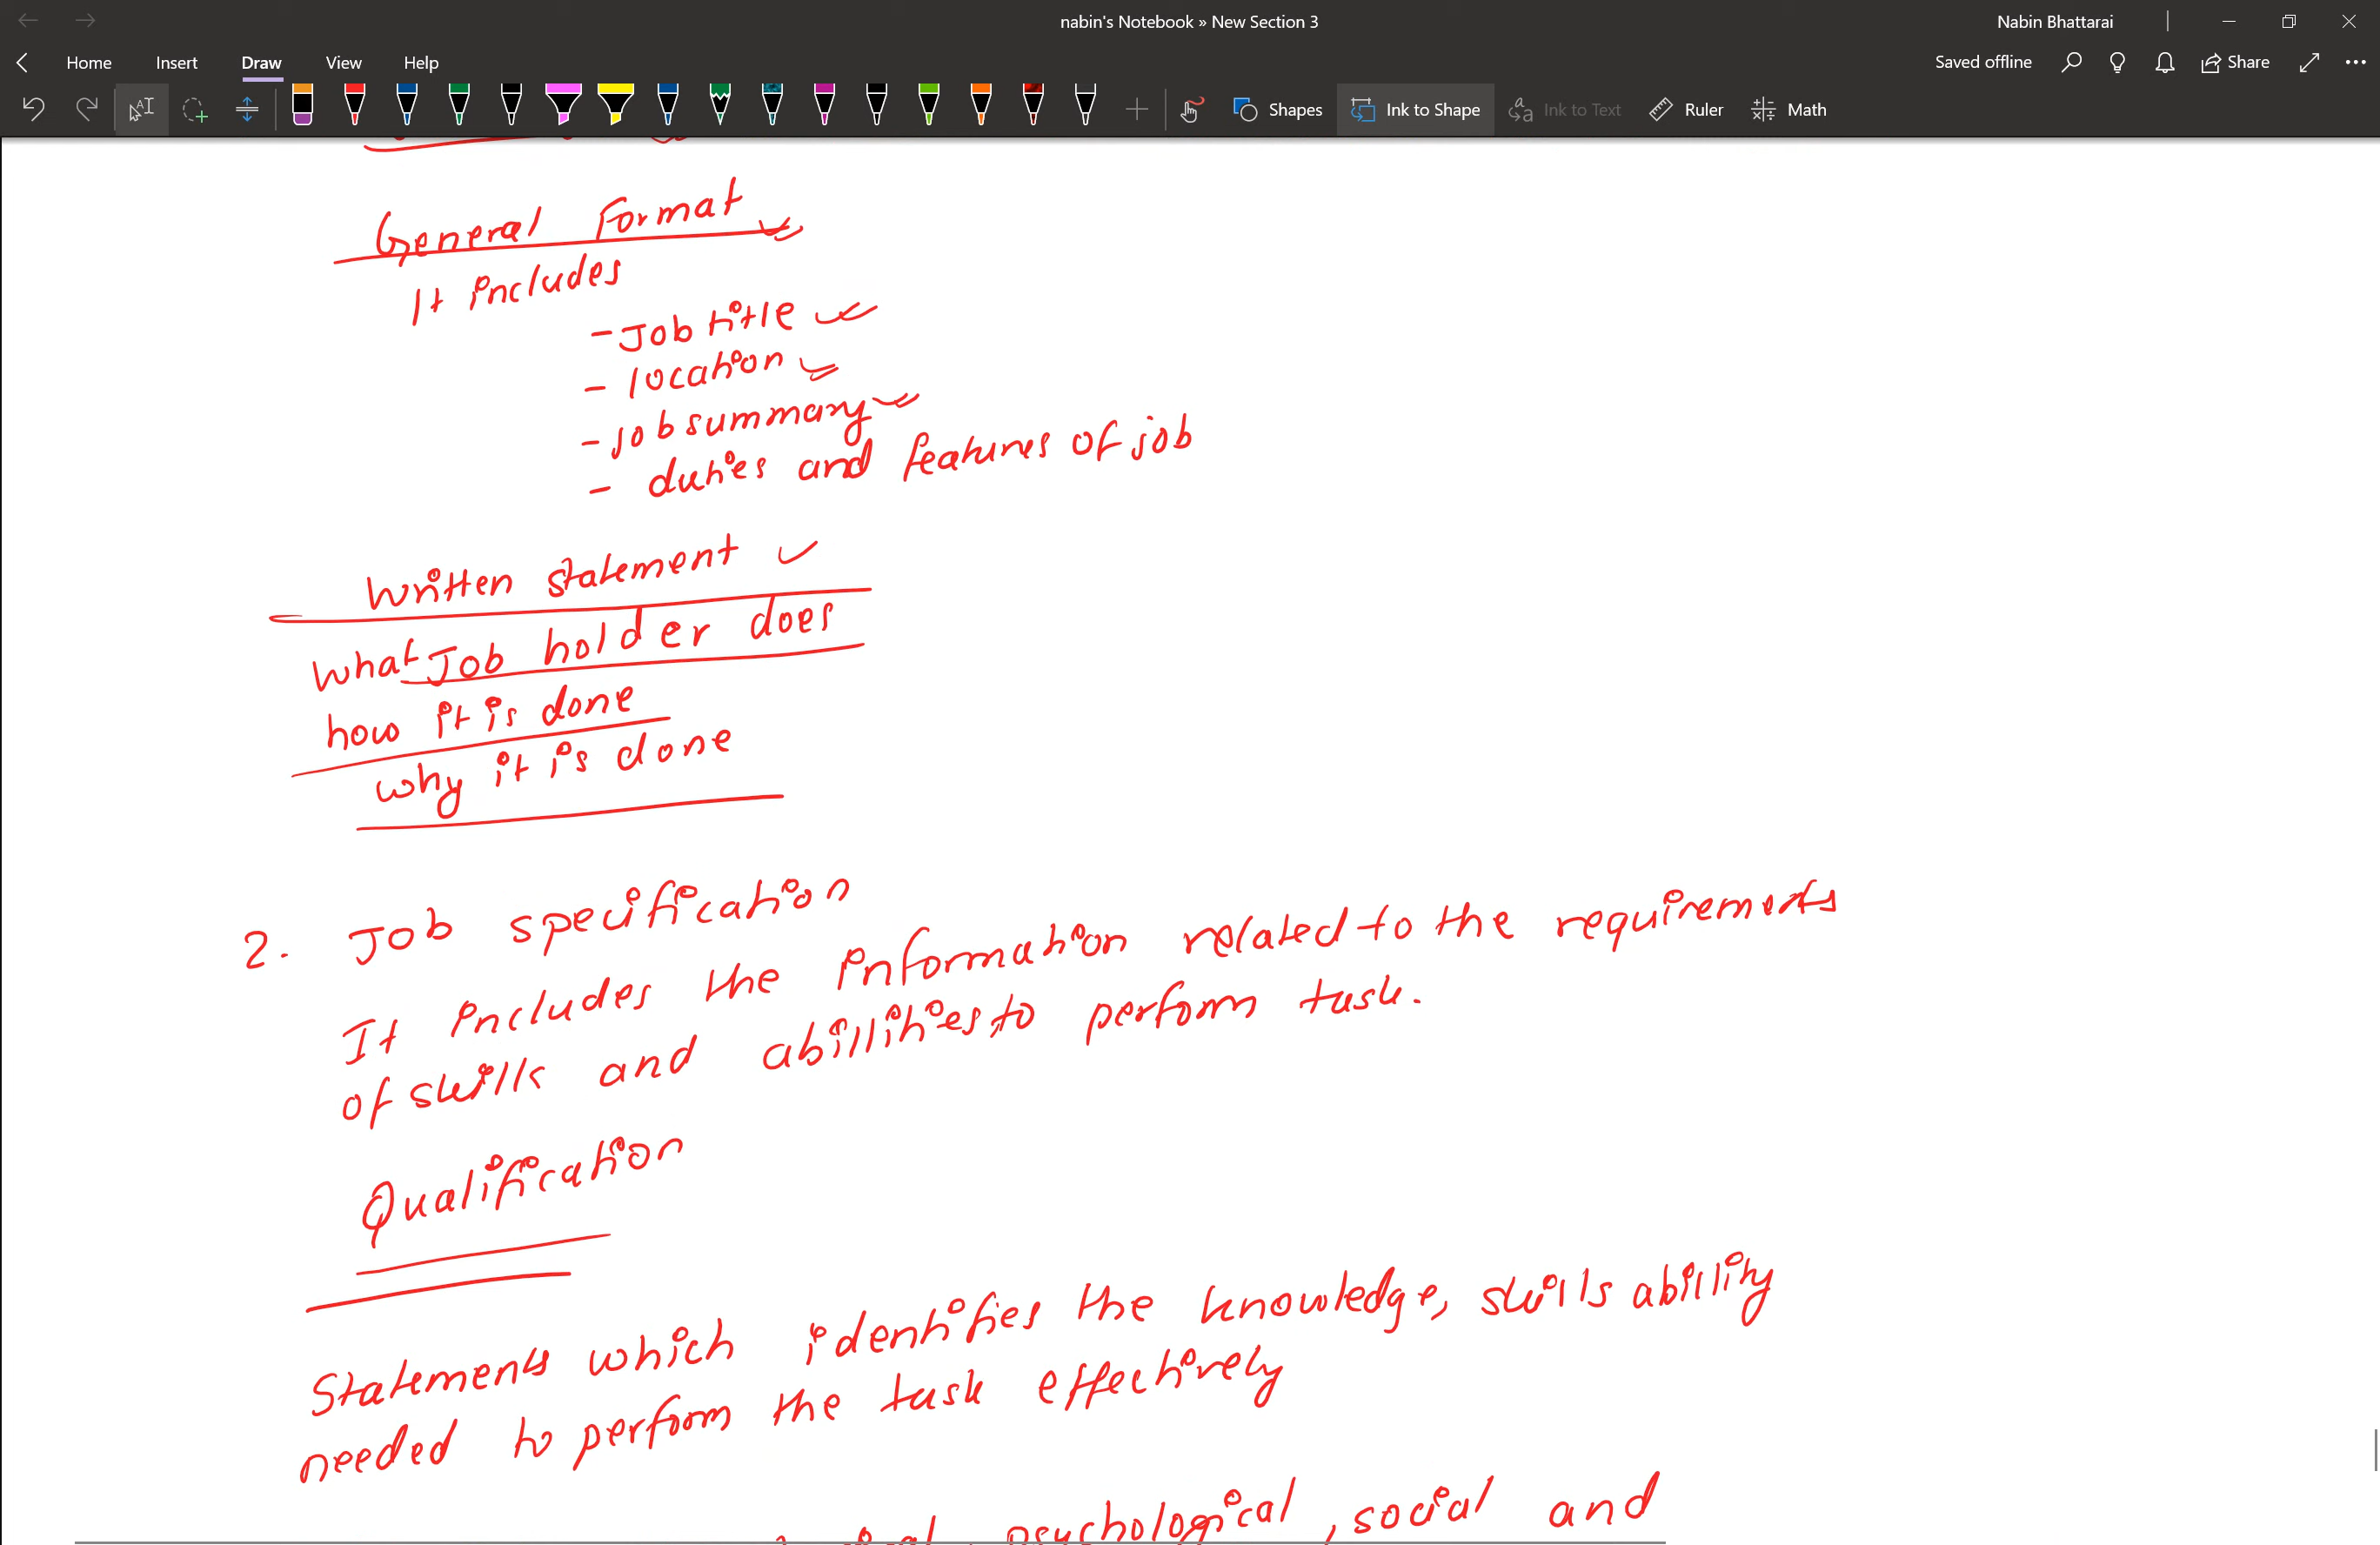 nabin's Notebook » New Section 3
Nabin Bhattarai
Home Insert Draw View Help
Saved offline
Share
Shapes
Ink to Shape
Ink to Text
Ruler
Math
General Format
It includes
- Job title
- location
- job summary
- duties and features of job
Written statement
what Job holder does
how it is done
why it is done
2. Job specification
It includes the information related to the requirements
of skills and abillities to perform task.
Qualification
Statements which identifies the knowledge, skills abillity
needed to perform the task effectively
psychological, social and